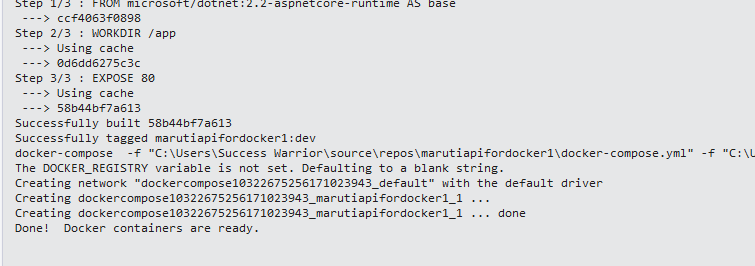 Step 1/3 : FROM microsoft/dotnet:2.2-aspnetcore-runtime AS base
---> ccf4063f0898
Step 2/3 : WORKDIR /app
---> Using cache
---> 0d6dd6275c3c
Step 3/3 : EXPOSE 80
---> Using cache
---> 58b44bf7a613
Successfully built 58b44bf7a613
Successfully tagged marutiapifordocker1:dev
docker-compose  -f "C:\Users\Success Warrior\source\repos\marutiapifordocker1\docker-compose.yml" -f "C:\U
The DOCKER_REGISTRY variable is not set. Defaulting to a blank string.
Creating network "dockercompose10322675256171023943_default" with the default driver
Creating dockercompose10322675256171023943_marutiapifordocker1_1 ...
Creating dockercompose10322675256171023943_marutiapifordocker1_1 ... done
Done!  Docker containers are ready.